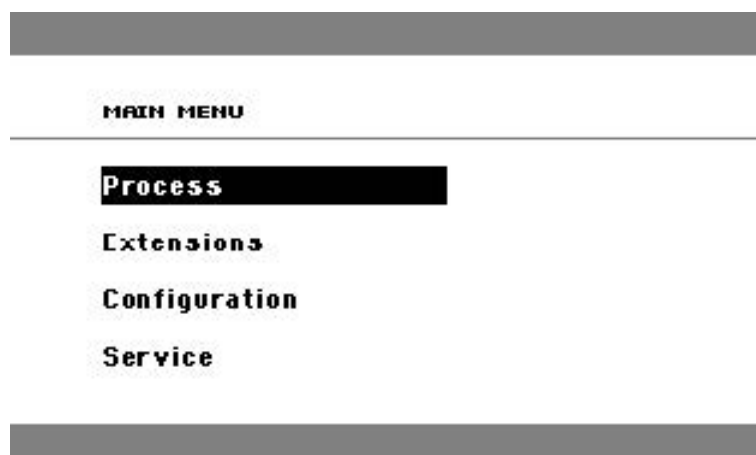 MAIN MENU
Process
Extensions
Configuration
Service